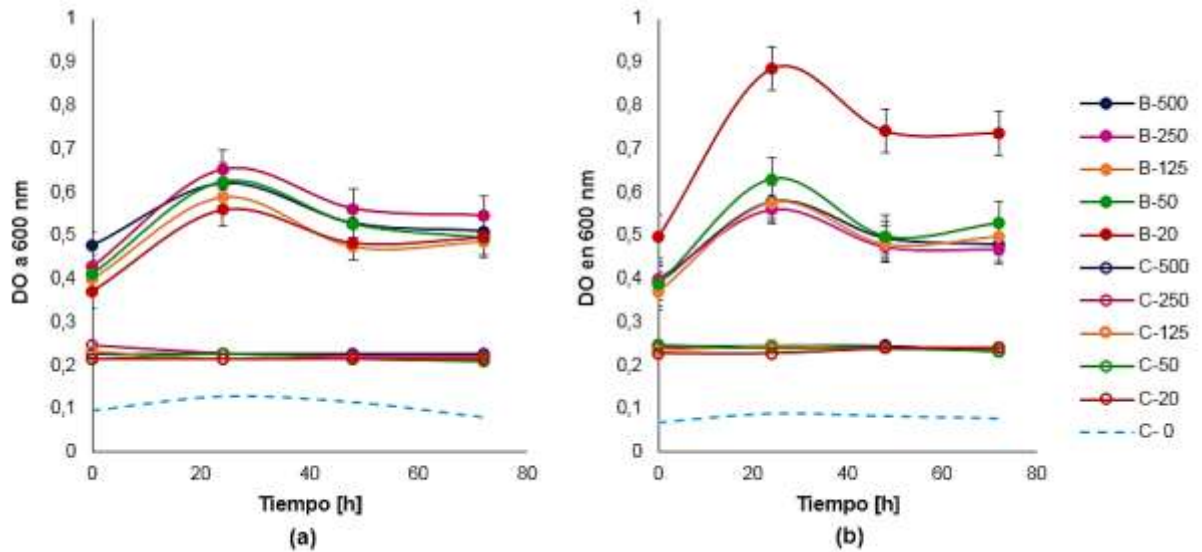 DO a 600 nm
1
0,9
0,8
0,7
0,6
0,5
0,4
0,3
0,2
0,1
0
0 20 40 60 80
Tiempo [h]
(a)
DO en 600 nm
1
0,9
0,8
0,7
0,6
0,5
0,4
0,3
0,2
0,1
0
0 20 40 60 80
Tiempo [h]
(b)
B-500
B-250
B-125
B-50
B-20
C-500
C-250
C-125
C-50
C-20
C- 0